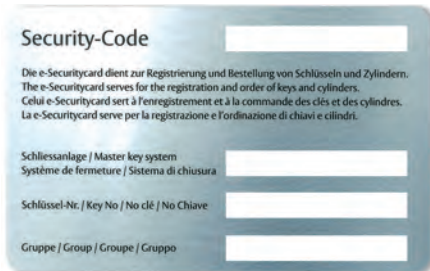 Security-Code
Die e-Securitycard dient zur Registrierung und Bestellung von Schlüsseln und Zylindern.
The e-Securitycard serves for the registration and order of keys and cylinders.
Celui e-Securitycard sert à l'enregistrement et à la commande des clés et des cylindres.
La e-Securitycard serve per la registrazione e l'ordinazione di chiavi e cilindri.
Schliessanlage / Master key system
Système de fermeture / Sistema di chiusura
Schlüssel-Nr. / Key No / No clé / No Chiave
Gruppe / Group / Groupe / Gruppo